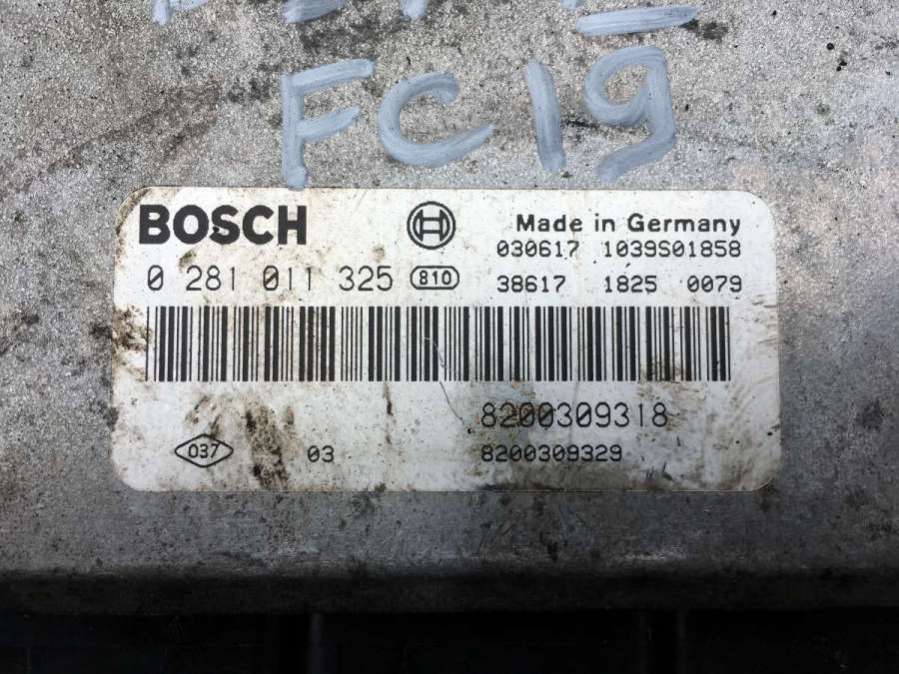 FC19
BOSCH
Made in Germany
030617 1039S01858
0 281 011 325 810
38617 1825 0079
8200309318
037 03 8200309329